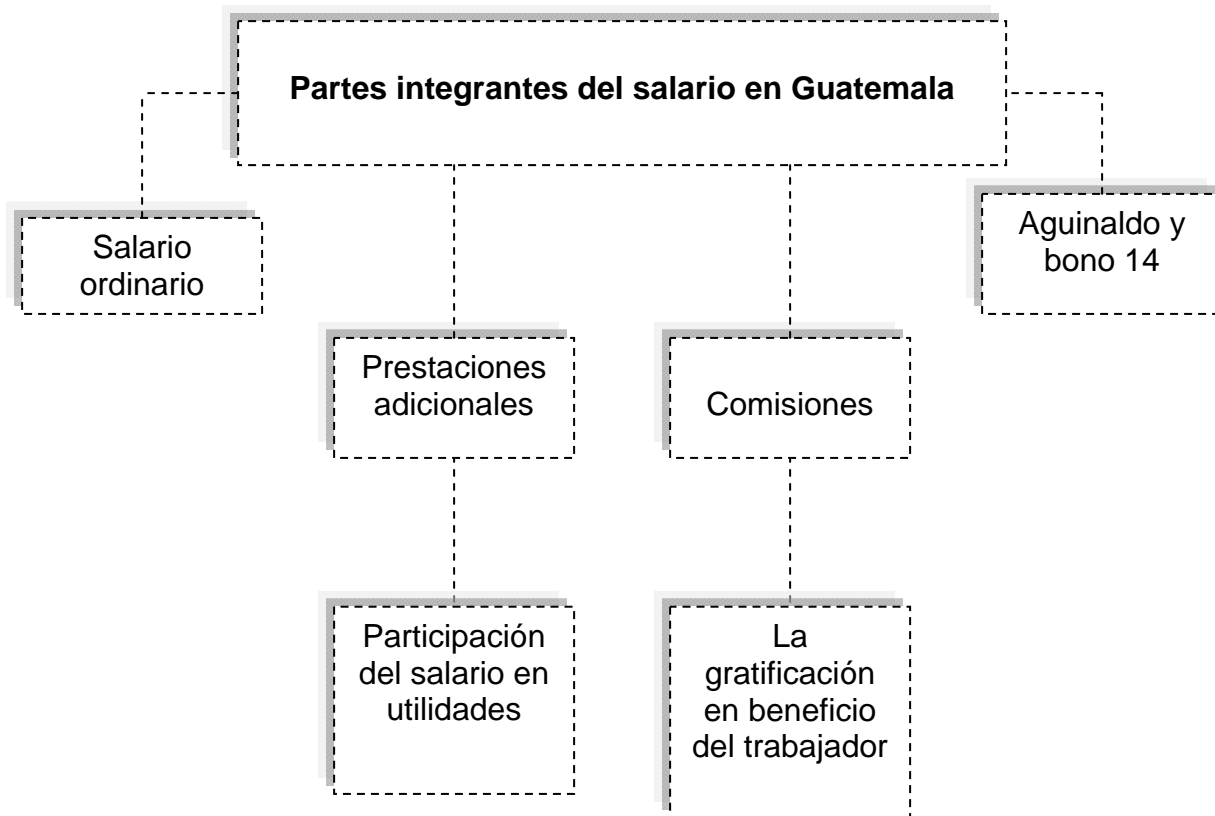 Partes integrantes del salario en Guatemala
Salario
ordinario
Aguinaldo y
bono 14
Prestaciones
adicionales
Comisiones
Participación
del salario en
utilidades
La
gratificación
en beneficio
del trabajador